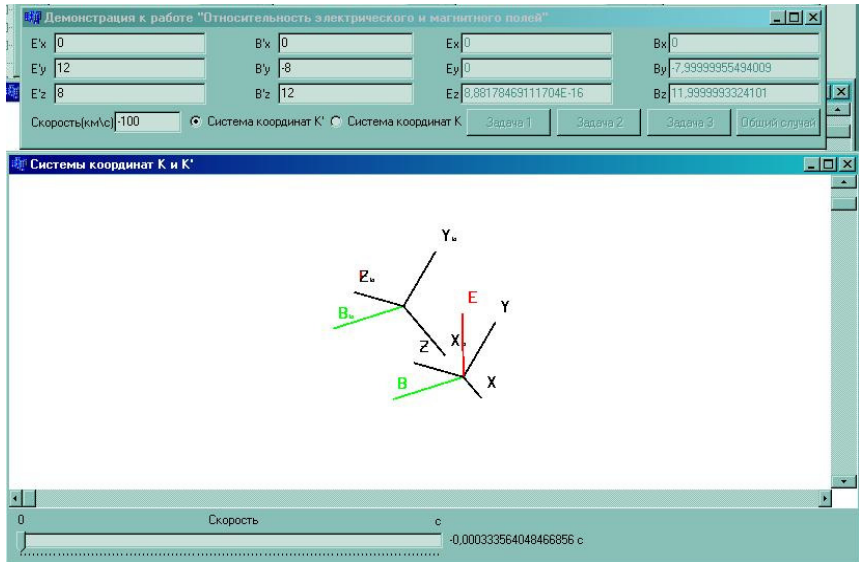 Демонстрация к работе "Относительность электрического и магнитного полей"
E'x 0 B'x 0 Ex 0 Bx 0
E'y 12 B'y -8 Ey 0 By -7,99999955494009
E'z 8 B'z 12 Ez 8,88178469111704E-16 Bz 11,9999993324101
Скорость(км\с) -100 Система координат K' Система координат K Задача 1 Задача 2 Задача 3 Общий случай
Системы координат K и K'
Y
Z
B
X
E
Y
Z
B
X
0 Скорость c
-0,000333564048466856 c